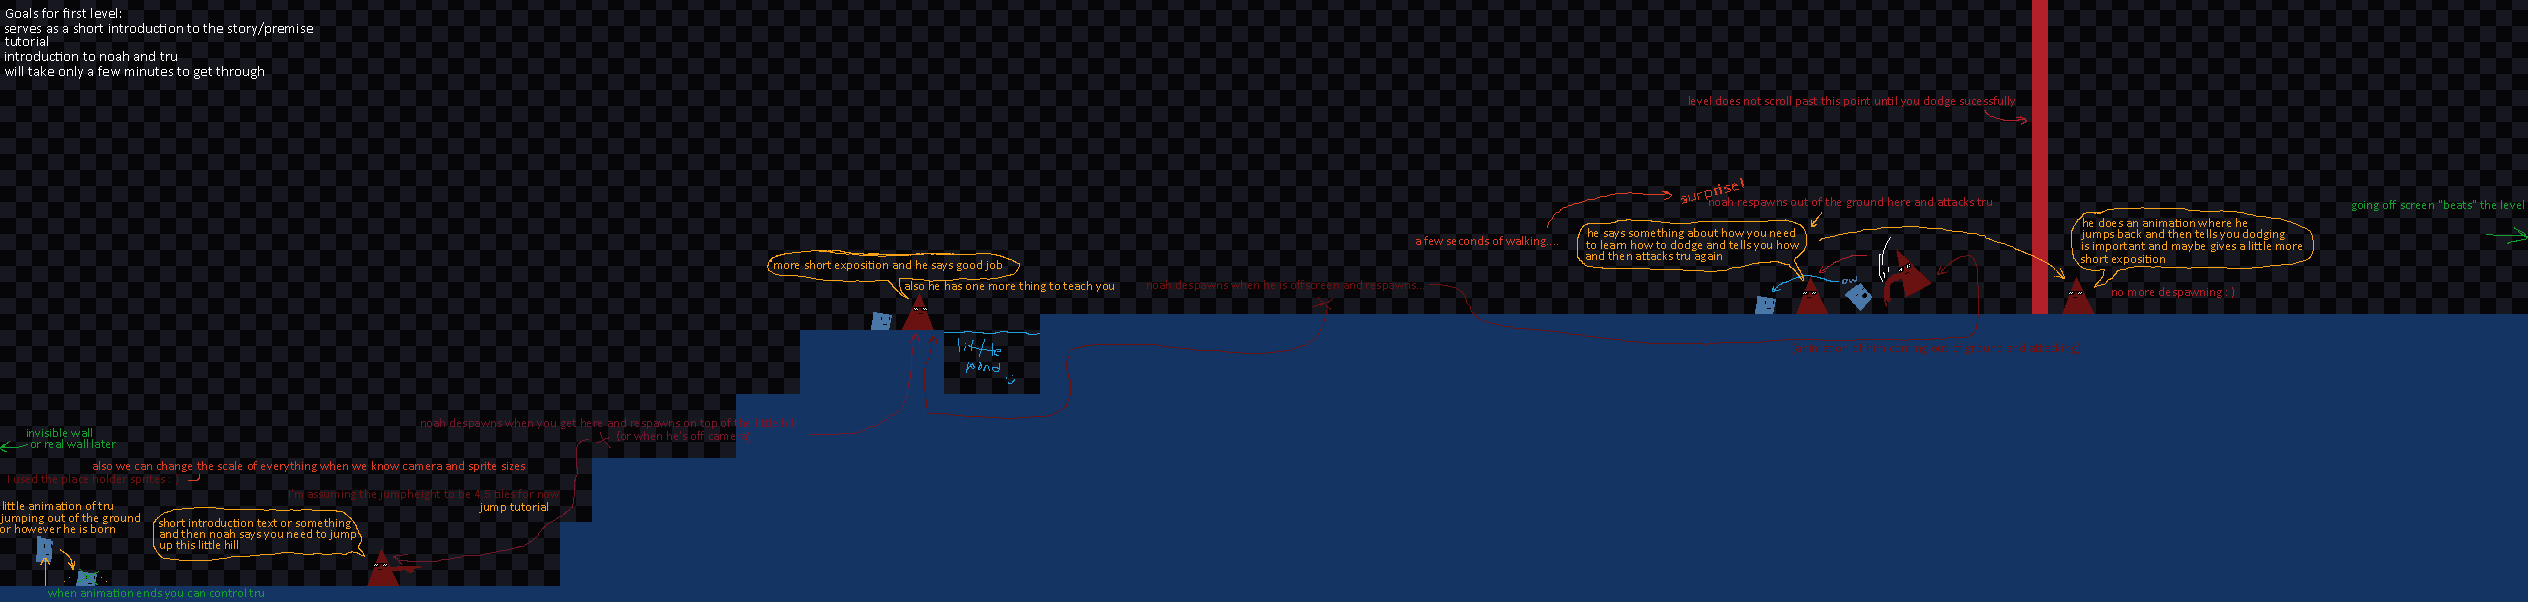 Goals for first level:
serves as a short introduction to the story/premise
tutorial
introduction to noah and tru
will take only a few minutes to get through
level does not scroll past this point until you dodge sucessfully
surprise!
noah respawns out of the ground here and attacks tru
going off screen "beats" the level
a few seconds of walking....
he says something about how you need
to learn how to dodge and tells you how
and then attacks tru again
he does an animation where he
jumps back and then tells you dodging
is important and maybe gives a little more
short exposition
more short exposition and he says good job
also he has one more thing to teach you
noah despawns when he is offscreen and respawns...
ow
no more despawning : )
little
pond
noah despawns when you get here and respawns on top of the little hill
(or when he's off camera)
invisible wall
or real wall later
also we can change the scale of everything when we know camera and sprite sizes
I used the place holder sprites : )
I'm assuming the jumpheight to be 4.5 tiles for now
jump tutorial
little animation of tru
jumping out of the ground
or however he is born
short introduction text or something
and then noah says you need to jump
up this little hill
when animation ends you can control tru